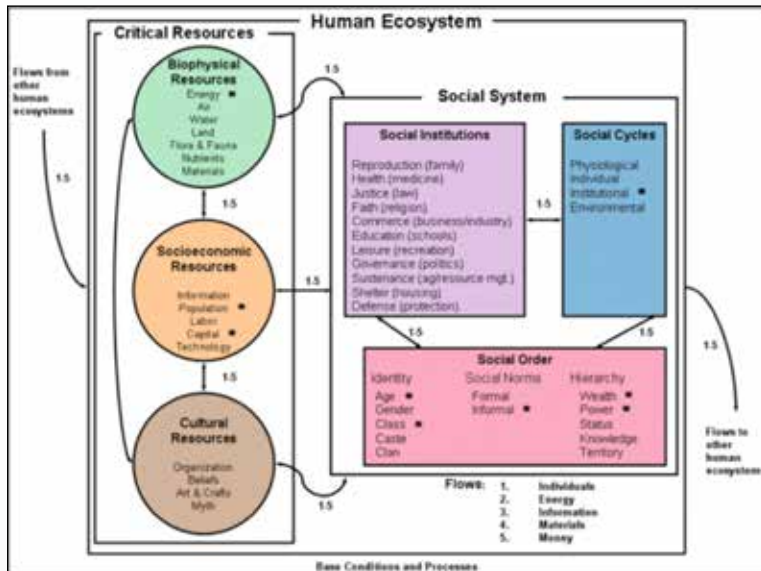 Human Ecosystem
Critical Resources
Flows from
other
human
ecosystems
1-5
Biophysical
Resources
Energy ■
Air
Water
Land
Flora & Fauna
Nutrients
Materials
1-5
Socioeconomic
Resources
Information
Population ■
Labor
Capital ■
Technology
1-5
Cultural
Resources
Organization
Beliefs
Art & Crafts
Myth
1-5
1-5
1-5
Social System
Social Institutions
Reproduction (family)
Health (medicine)
Justice (law)
Faith (religion)
Commerce (business/industry)
Education (schools)
Leisure (recreation)
Governance (politics)
Sustenance (ag/resource mgt.)
Shelter (housing)
Defense (protection)
1-5
Social Cycles
Physiological
Individual
Institutional ■
Environmental
1-5
1-5
Social Order
Identity
Age ■
Gender
Class ■
Caste
Clan
Social Norms
Formal
Informal ■
Hierarchy
Wealth ■
Power ■
Status
Knowledge
Territory
1-5
Flows to
other
human
ecosystem
Flows:
1. Individuals
2. Energy
3. Information
4. Materials
5. Money
Base Conditions and Processes